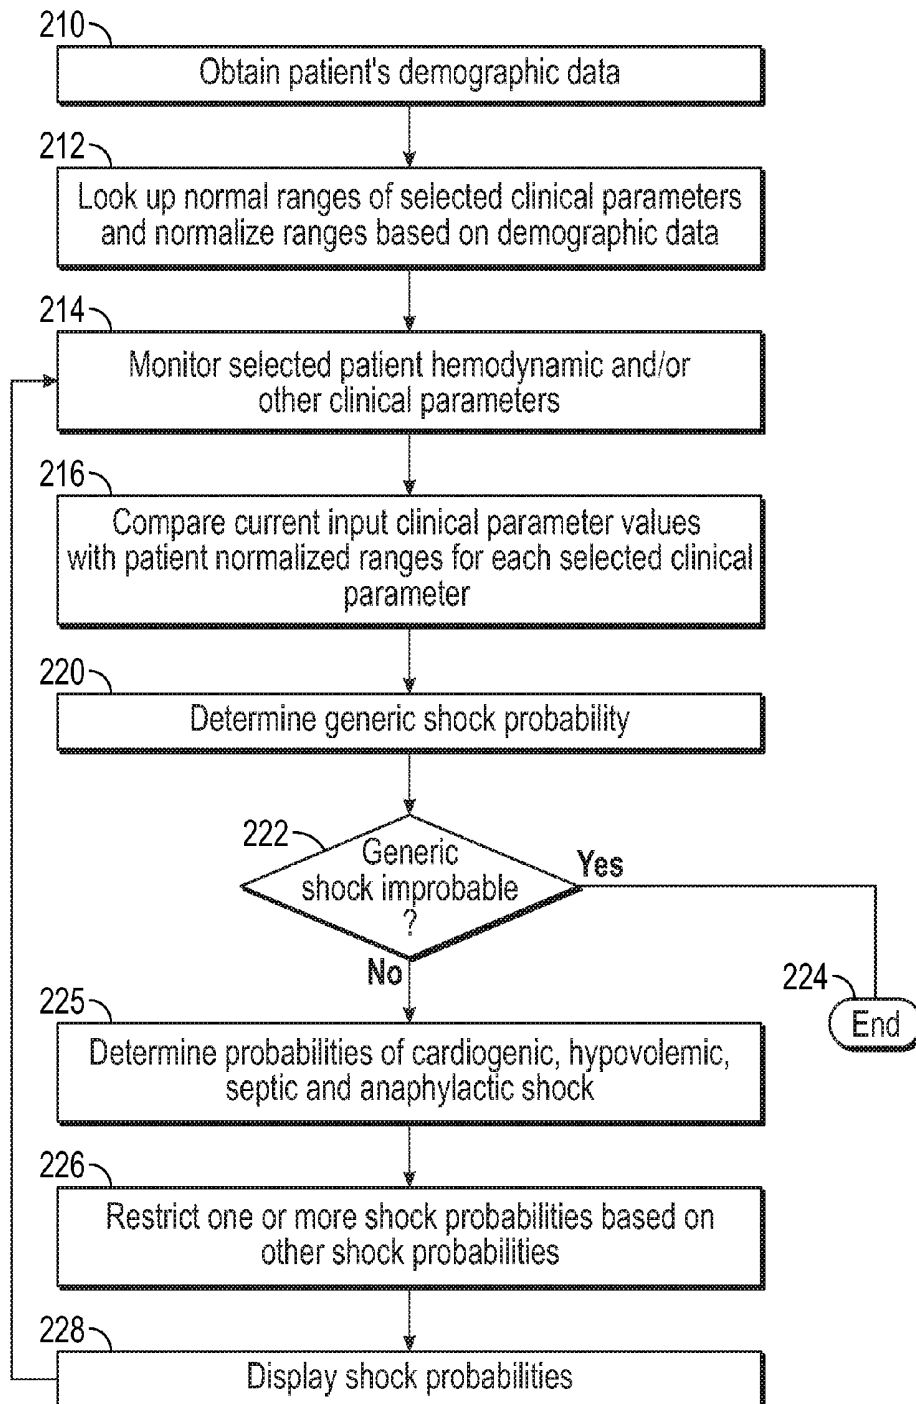 210
Obtain patient's demographic data
212
Look up normal ranges of selected clinical parameters
and normalize ranges based on demographic data
214
Monitor selected patient hemodynamic and/or
other clinical parameters
216
Compare current input clinical parameter values
with patient normalized ranges for each selected clinical
parameter
220
Determine generic shock probability
222
Generic
shock improbable
?
Yes
No
224
End
225
Determine probabilities of cardiogenic, hypovolemic,
septic and anaphylactic shock
226
Restrict one or more shock probabilities based on
other shock probabilities
228
Display shock probabilities